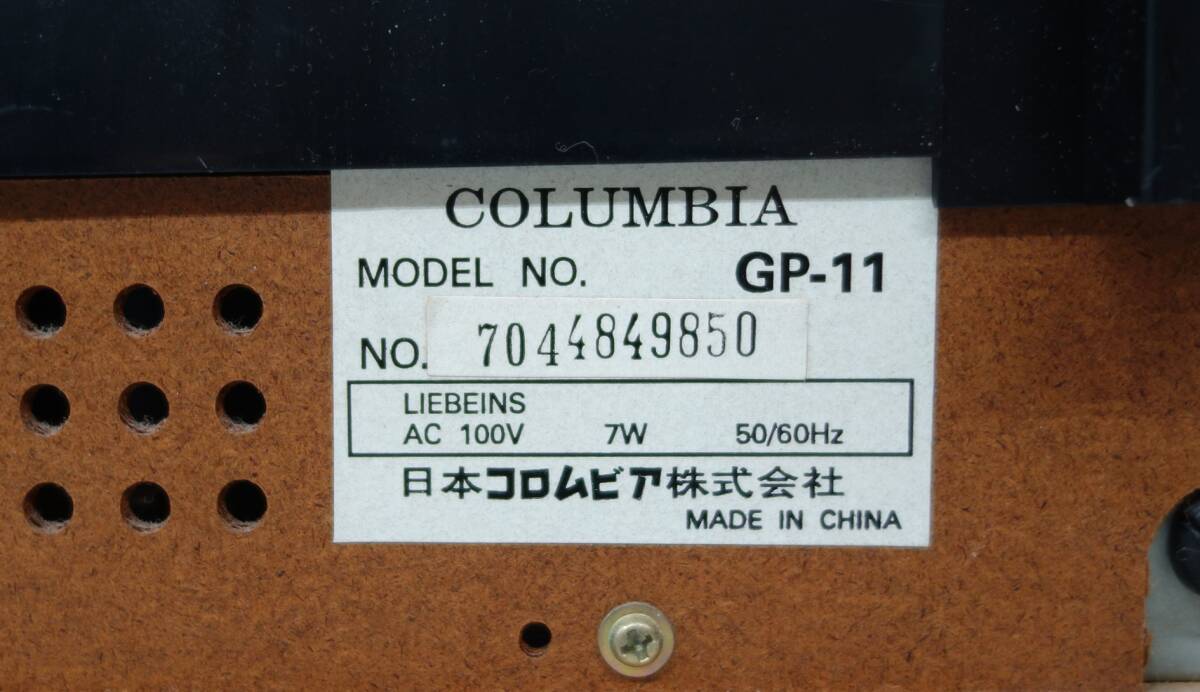 COLUMBIA
MODEL NO. GP-11
NO. 7044849850
LIEBEINS
AC 100V 7W 50/60Hz
日本コロムビア株式会社
MADE IN CHINA